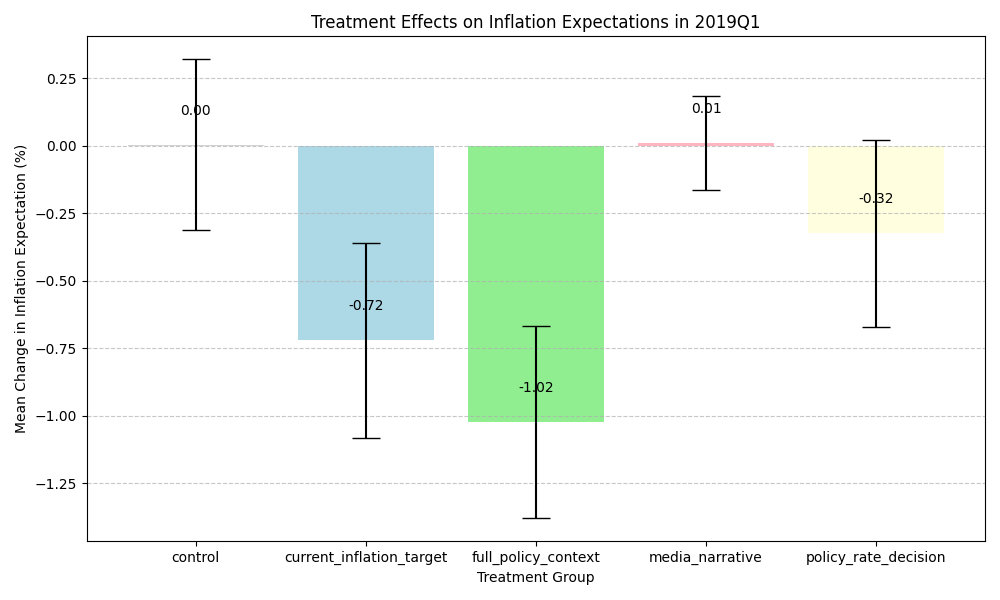 Treatment Effects on Inflation Expectations in 2019Q1
Mean Change in Inflation Expectation (%)
0.25
0.00
−0.25
−0.50
−0.75
−1.00
−1.25
0.00
-0.72
-1.02
0.01
-0.32
control
current_inflation_target
full_policy_context
media_narrative
policy_rate_decision
Treatment Group